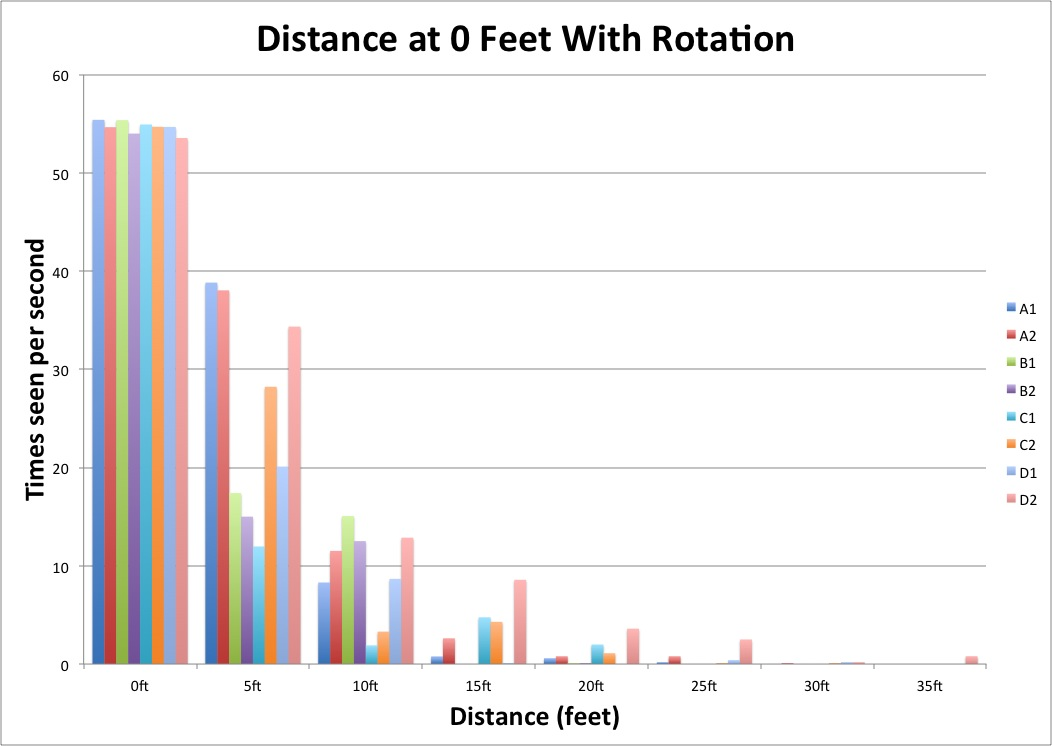 Distance at 0 Feet With Rotation
Times seen per second
60
50
40
30
20
10
0
0ft 5ft 10ft 15ft 20ft 25ft 30ft 35ft
Distance (feet)
A1
A2
B1
B2
C1
C2
D1
D2